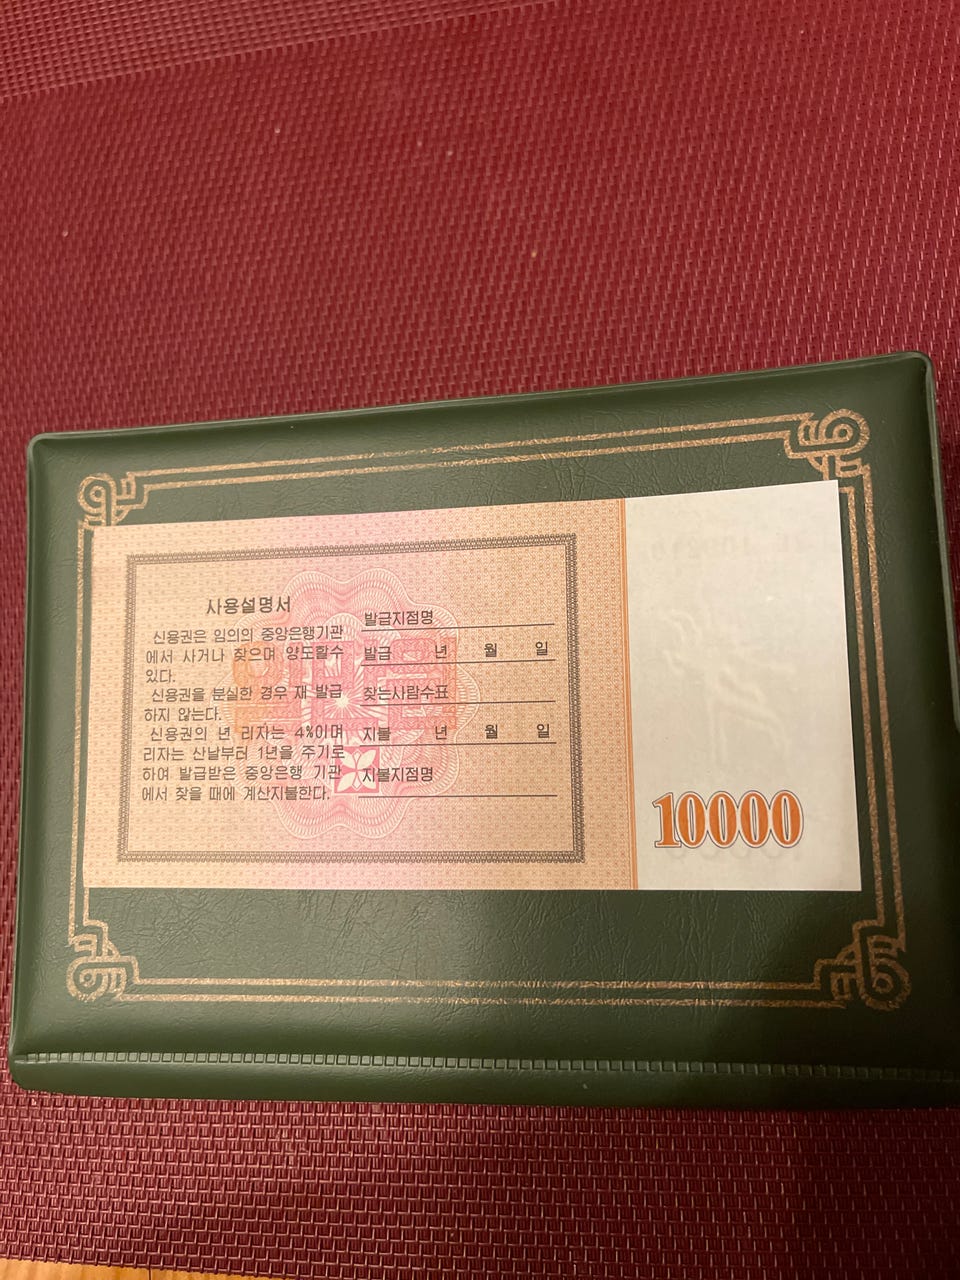 사용설명서
신용권은 임의의 중앙은행기관
에서 사거나 찾으며 양도할수
있다.
신용권을 분실한 경우 재 발급
하지 않는다.
신용권의 년 리자는 4%이며
리자는 산날부터 1년을 주기로
하여 발급받은 중앙은행 기관
에서 찾을 때에 계산지불한다.
발급지점명
발급 년 월 일
찾는사람수표
지불 년 월 일
지불지점명
10000